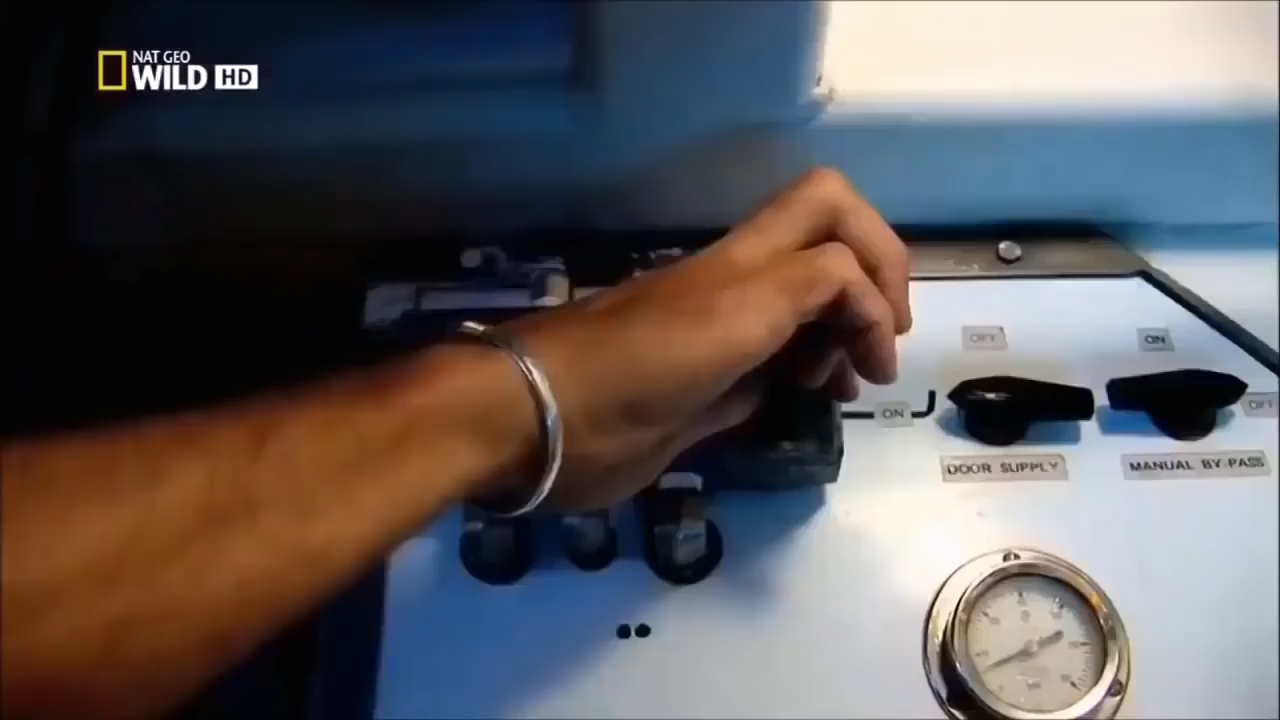 NAT GEO
WILD HD
OFF
ON
ON
OFF
DOOR SUPPLY
MANUAL BY-PASS